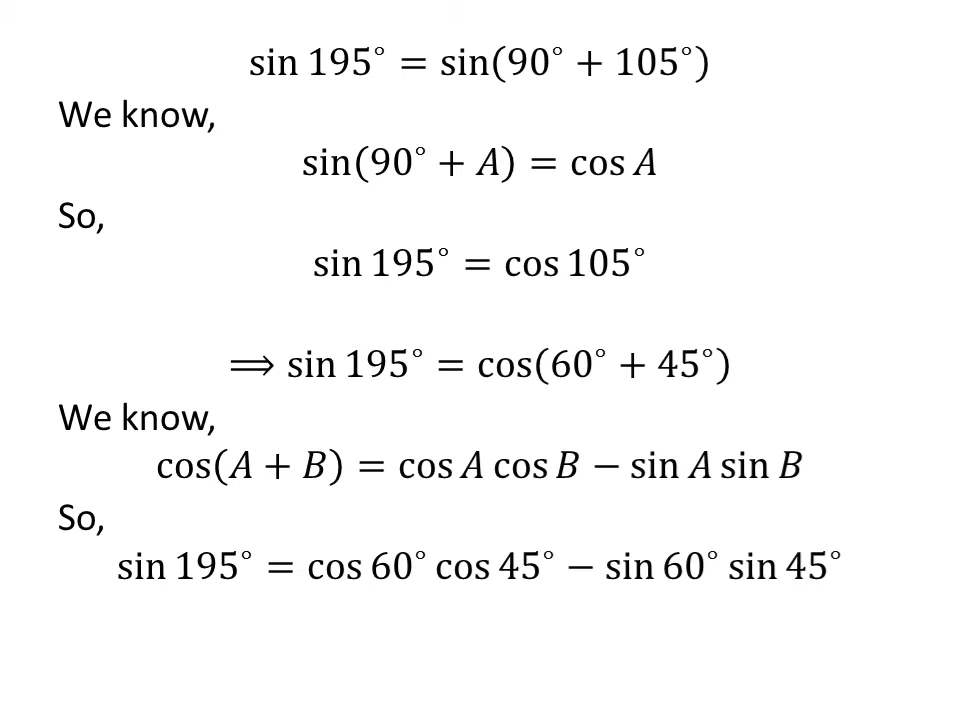 sin 195° = sin(90° + 105°)
We know,
sin(90° + A) = cos A
So,
sin 195° = cos 105°
⟹ sin 195° = cos(60° + 45°)
We know,
cos(A + B) = cos A cos B − sin A sin B
So,
sin 195° = cos 60° cos 45° − sin 60° sin 45°